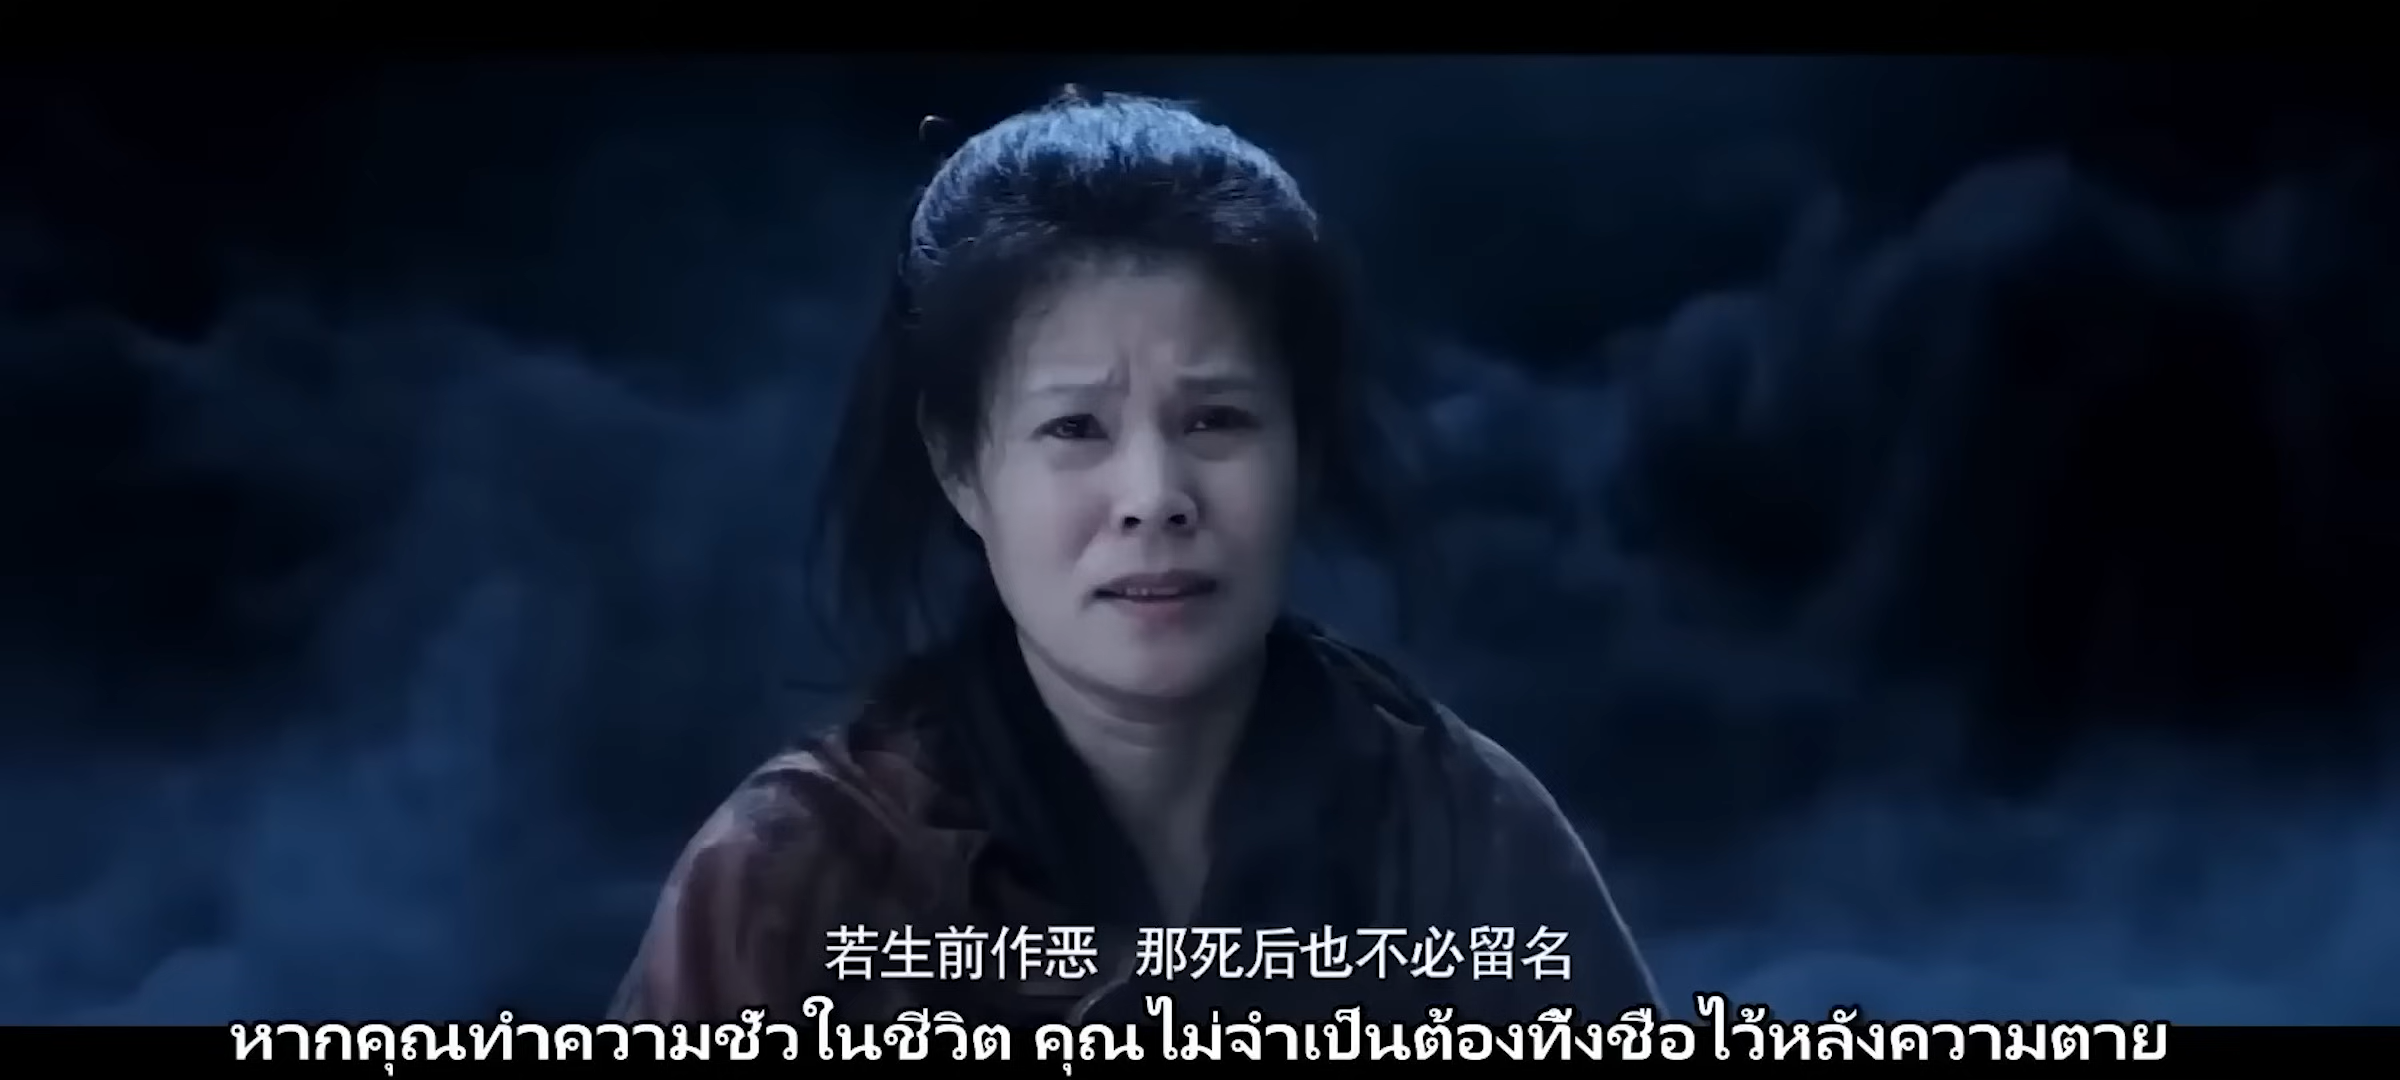 若生前作恶 那死后也不必留名
หากคุณทำความชั่วในชีวิต คุณไม่จำเป็นต้องทิ้งชื่อไว้หลังความตาย